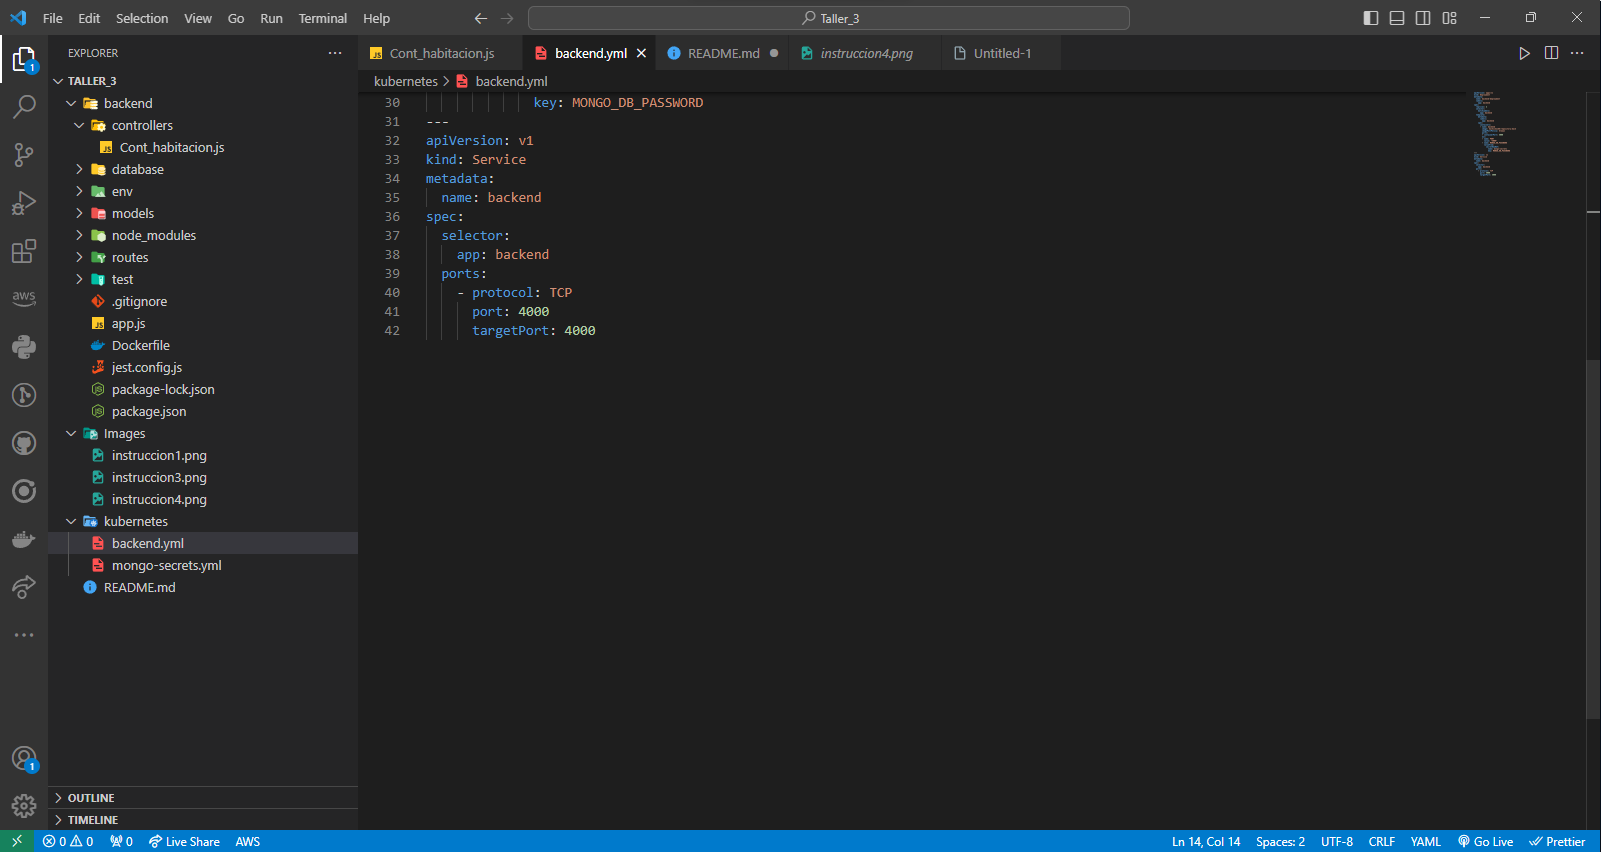 File Edit Selection View Go Run Terminal Help
Taller_3
EXPLORER
TALLER_3
backend
controllers
Cont_habitacion.js
database
env
models
node_modules
routes
test
.gitignore
app.js
Dockerfile
jest.config.js
package-lock.json
package.json
Images
instruccion1.png
instruccion3.png
instruccion4.png
kubernetes
backend.yml
mongo-secrets.yml
README.md
OUTLINE
TIMELINE
aws
1
1
Cont_habitacion.js backend.yml README.md instruccion4.png Untitled-1
kubernetes > backend.yml
30 key: MONGO_DB_PASSWORD
31 ---
32 apiVersion: v1
33 kind: Service
34 metadata:
35 name: backend
36 spec:
37 selector:
38 app: backend
39 ports:
40 - protocol: TCP
41 port: 4000
42 targetPort: 4000
0 0 0 Live Share AWS Ln 14, Col 14 Spaces: 2 UTF-8 CRLF YAML Go Live Prettier